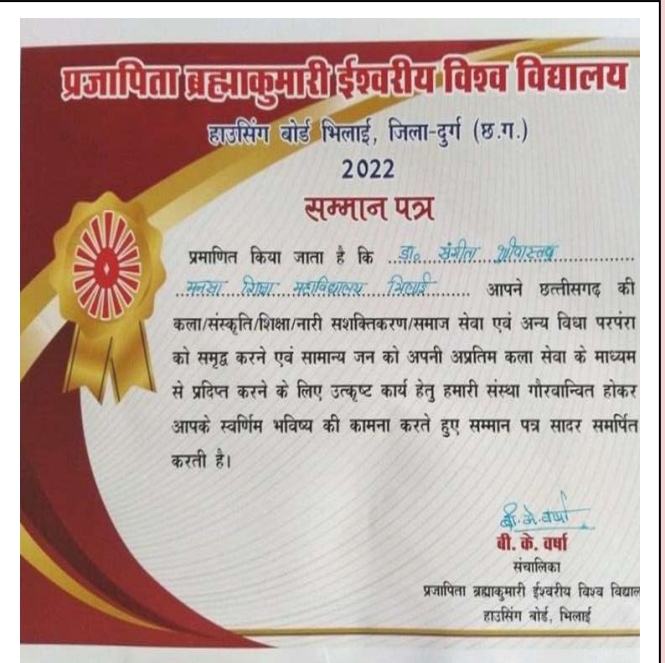 प्रजापिता ब्रह्माकुमारी ईश्वरीय विश्व विद्यालय
हाउसिंग बोर्ड भिलाई, जिला-दुर्ग (छ.ग.)
2022
सम्मान पत्र
प्रमाणित किया जाता है कि ..डा॰ संगीता श्रीवास्तव..............
..मनसा शिक्षा महाविद्यालय भिलाई........ आपने छत्तीसगढ़ की
कला/संस्कृति/शिक्षा/नारी सशक्तिकरण/समाज सेवा एवं अन्य विधा परपंरा
को समृद्व करने एवं सामान्य जन को अपनी अप्रतिम कला सेवा के माध्यम
से प्रदिप्त करने के लिए उत्कृष्ट कार्य हेतु हमारी संस्था गौरवान्वित होकर
आपके स्वर्णिम भविष्य की कामना करते हुए सम्मान पत्र सादर समर्पित
करती है।
बी.के.वर्षा
बी. के. वर्षा
संचालिका
प्रजापिता ब्रह्माकुमारी ईश्वरीय विश्व विद्याल
हाउसिंग बोर्ड, भिलाई